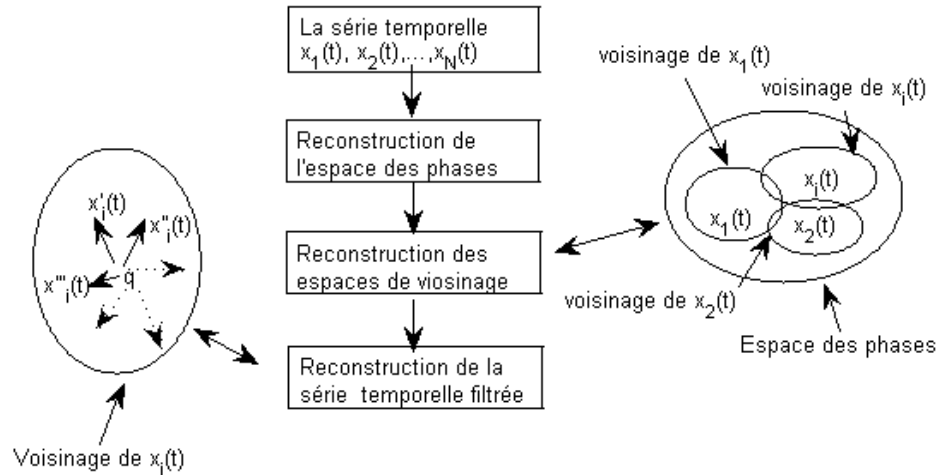 La série temporelle
x₁(t), x₂(t),...,x_N(t)
Reconstruction de
l'espace des phases
Reconstruction des
espaces de viosinage
Reconstruction de la
série temporelle filtrée
x'ᵢ(t)
x''ᵢ(t)
x'''ᵢ(t)
q
Voisinage de xᵢ(t)
voisinage de x₁(t)
voisinage de xᵢ(t)
xᵢ(t)
x₁(t)
x₂(t)
voisinage de x₂(t)
Espace des phases